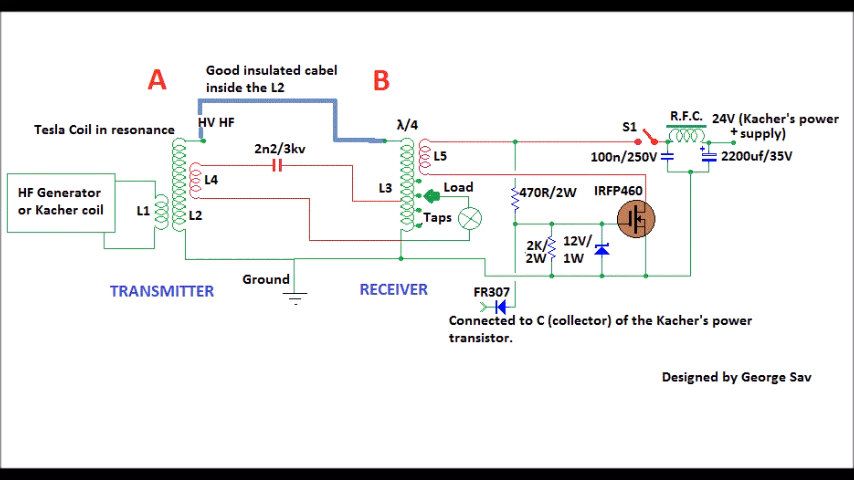 A
Good insulated cabel
inside the L2
B
HV HF
Tesla Coil in resonance
λ/4
2n2/3kv
L5
S1
R.F.C.
24V (Kacher's power
+ supply)
100n/250V
+
2200uf/35V
HF Generator
or Kacher coil
L1
L2
L4
L3
Load
Taps
470R/2W
IRFP460
2K/
2W
12V/
1W
Ground
TRANSMITTER
RECEIVER
FR307
Connected to C (collector) of the Kacher's power
transistor.
Designed by George Sav